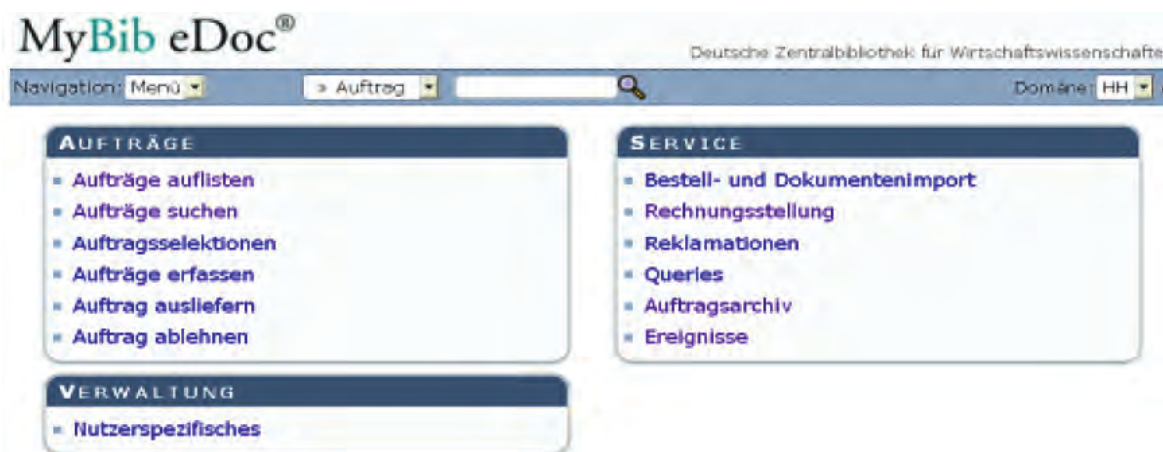 MyBib eDoc®
Deutsche Zentralbibliothek für Wirtschaftswissenschafte
Navigation: Menü » Auftrag Domäne: HH
AUFTRÄGE
Aufträge auflisten
Aufträge suchen
Auftragsselektionen
Aufträge erfassen
Auftrag ausliefern
Auftrag ablehnen
SERVICE
Bestell- und Dokumentenimport
Rechnungsstellung
Reklamationen
Queries
Auftragsarchiv
Ereignisse
VERWALTUNG
Nutzerspezifisches